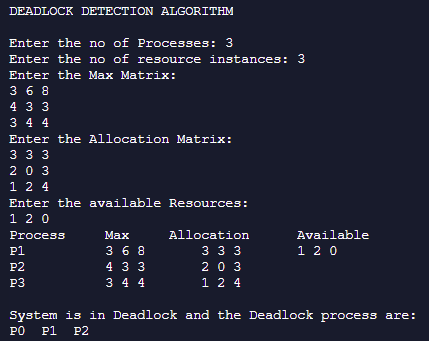 DEADLOCK DETECTION ALGORITHM
Enter the no of Processes: 3
Enter the no of resource instances: 3
Enter the Max Matrix:
3 6 8
4 3 3
3 4 4
Enter the Allocation Matrix:
3 3 3
2 0 3
1 2 4
Enter the available Resources:
1 2 0
Process Max Allocation Available
P1 3 6 8 3 3 3 1 2 0
P2 4 3 3 2 0 3
P3 3 4 4 1 2 4
System is in Deadlock and the Deadlock process are:
P0 P1 P2